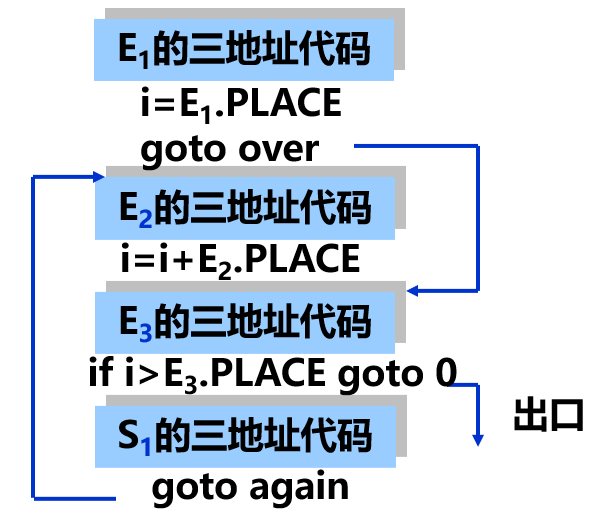 E₁的三地址代码
i=E₁.PLACE
goto over
E₂的三地址代码
i=i+E₂.PLACE
E₃的三地址代码
if i>E₃.PLACE goto 0
出口
S₁的三地址代码
goto again